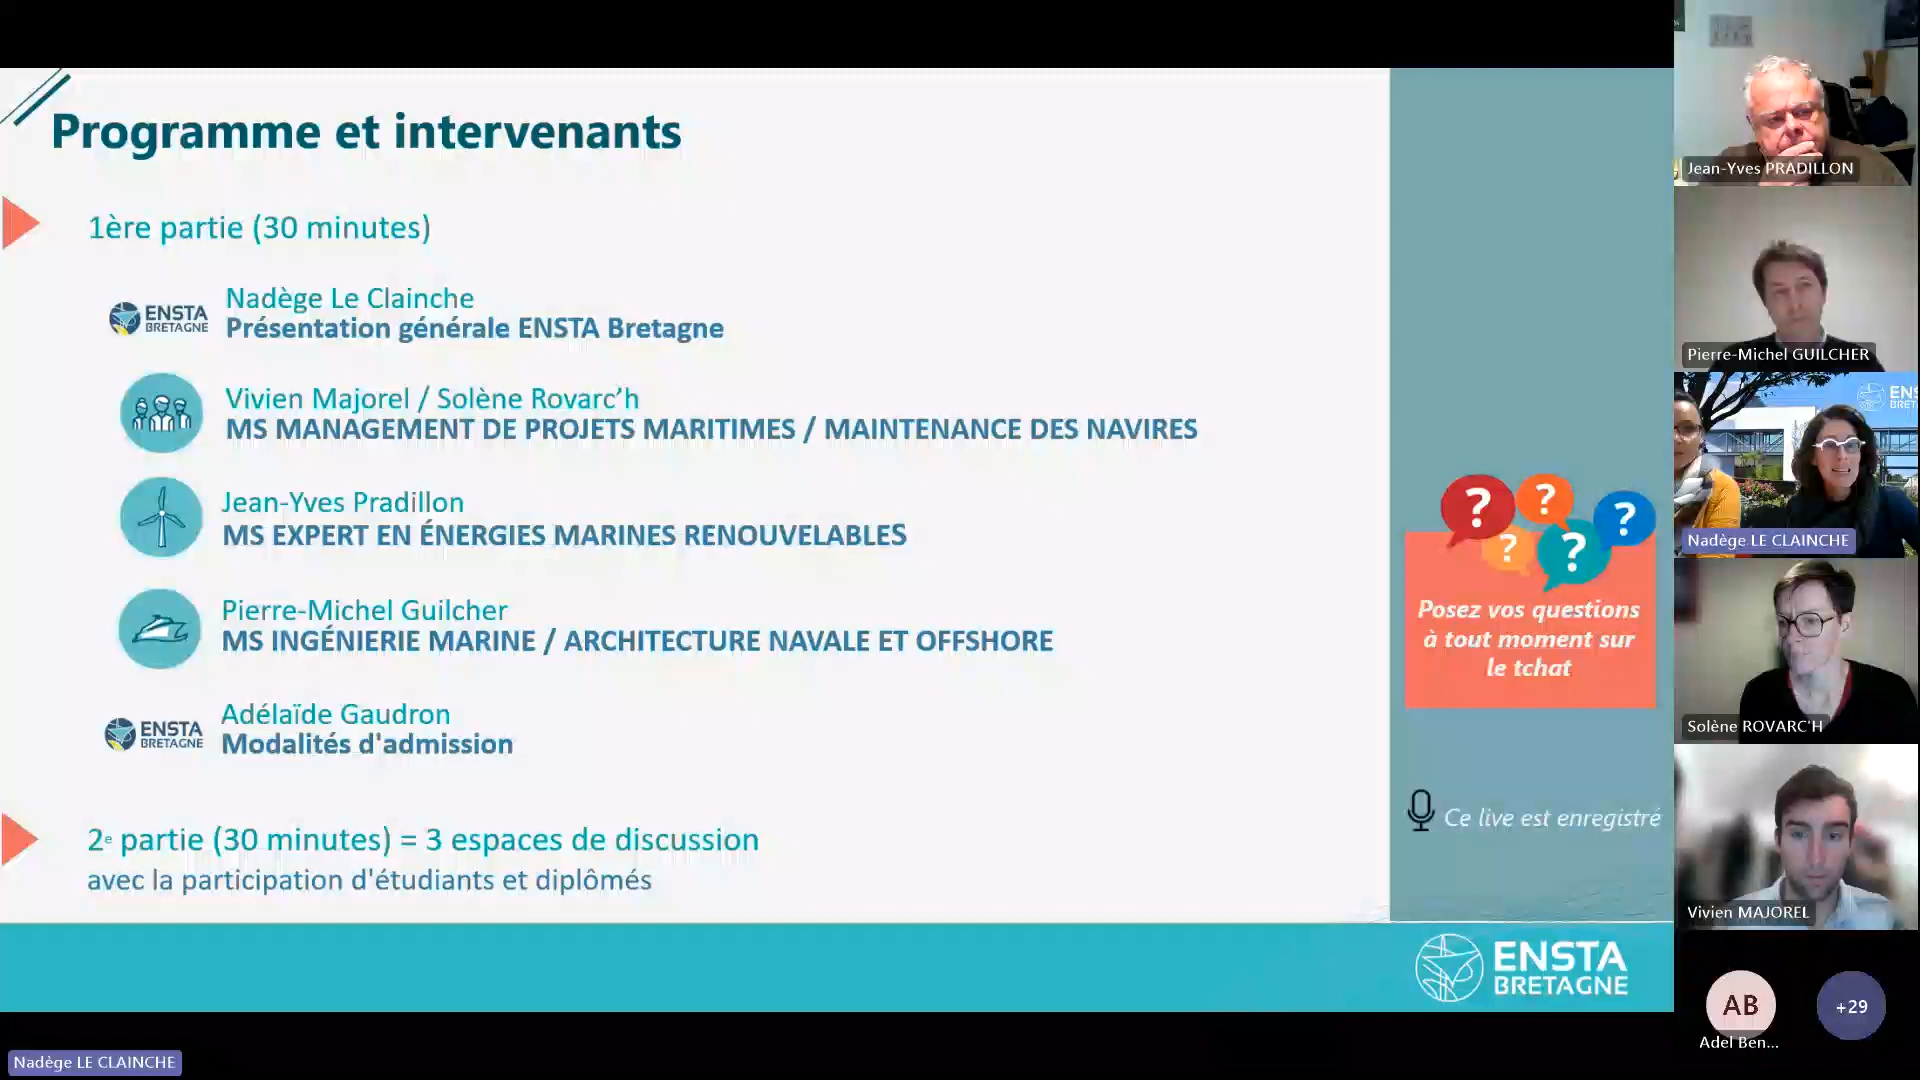 Programme et intervenants
1ère partie (30 minutes)
ENSTA
BRETAGNE
Nadège Le Clainche
Présentation générale ENSTA Bretagne
Vivien Majorel / Solène Rovarc'h
MS MANAGEMENT DE PROJETS MARITIMES / MAINTENANCE DES NAVIRES
Jean-Yves Pradillon
MS EXPERT EN ÉNERGIES MARINES RENOUVELABLES
Pierre-Michel Guilcher
MS INGÉNIERIE MARINE / ARCHITECTURE NAVALE ET OFFSHORE
ENSTA
BRETAGNE
Adélaïde Gaudron
Modalités d'admission
2e partie (30 minutes) = 3 espaces de discussion
avec la participation d'étudiants et diplômés
? ? ? ? ?
Posez vos questions
à tout moment sur
le tchat
Ce live est enregistré
ENSTA
BRETAGNE
Nadège LE CLAINCHE
Jean-Yves PRADILLON
Pierre-Michel GUILCHER
ENS
BRET
Nadège LE CLAINCHE
Solène ROVARC'H
Vivien MAJOREL
AB
Adel Ben...
+29